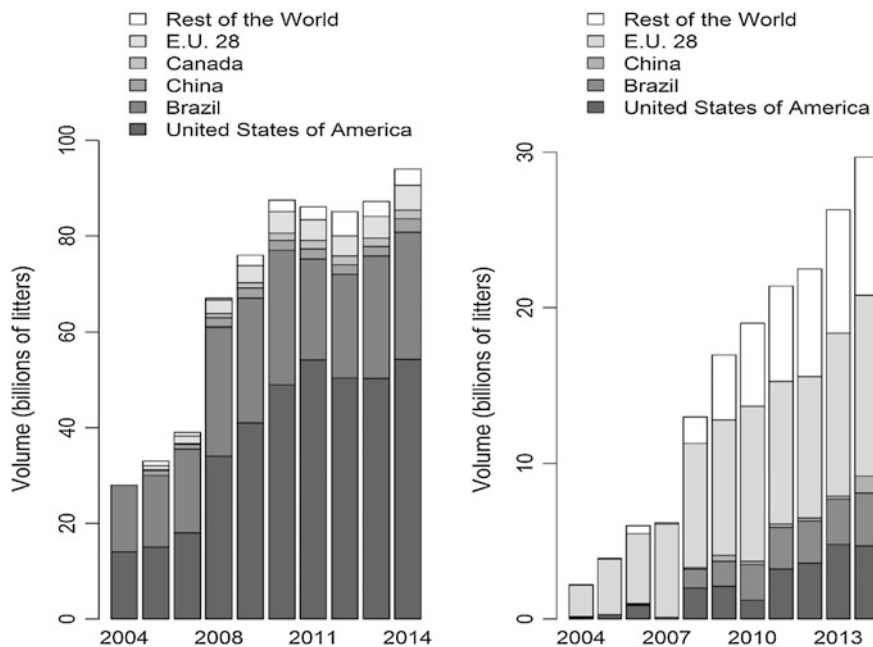 Rest of the World
E.U. 28
Canada
China
Brazil
United States of America
100
80
60
40
20
0
Volume (billions of litters)
2004
2008
2011
2014
Rest of the World
E.U. 28
China
Brazil
United States of America
30
20
10
0
Volume (billions of litters)
2004
2007
2010
2013